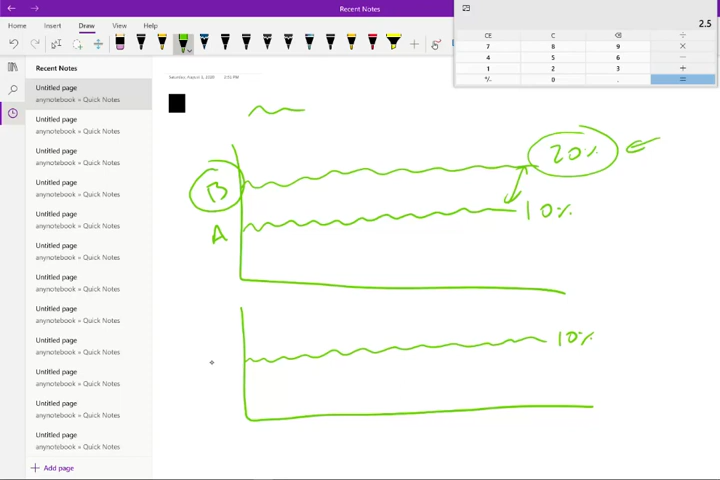 Recent Notes
Home Insert Draw View Help
2.5
CE C ⌫ ÷
7 8 9 ×
4 5 6 −
1 2 3 +
⁺/₋ 0 . =
Recent Notes
Untitled page
anynotebook » Quick Notes
Untitled page
anynotebook » Quick Notes
Untitled page
anynotebook » Quick Notes
Untitled page
anynotebook » Quick Notes
Untitled page
anynotebook » Quick Notes
Untitled page
anynotebook » Quick Notes
Untitled page
anynotebook » Quick Notes
Untitled page
anynotebook » Quick Notes
Untitled page
anynotebook » Quick Notes
Untitled page
anynotebook » Quick Notes
Untitled page
anynotebook » Quick Notes
Untitled page
anynotebook » Quick Notes
Add page
20%
B
10%
A
10%